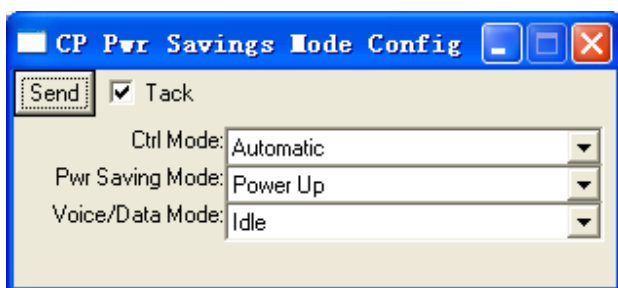 CP Pwr Savings Mode Config
Send Tack
Ctrl Mode: Automatic
Pwr Saving Mode: Power Up
Voice/Data Mode: Idle